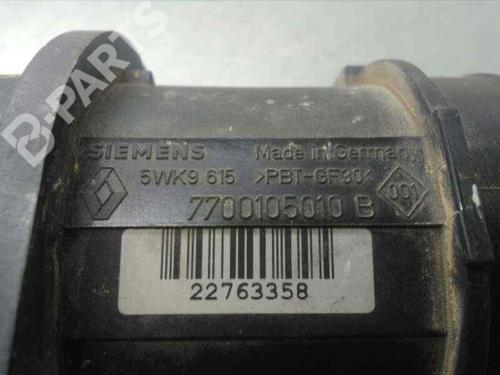 B-PARTS
SIEMENS Made in Germany
5WK9 615 >PBT-GF30<
7700105010 B 001
22763358